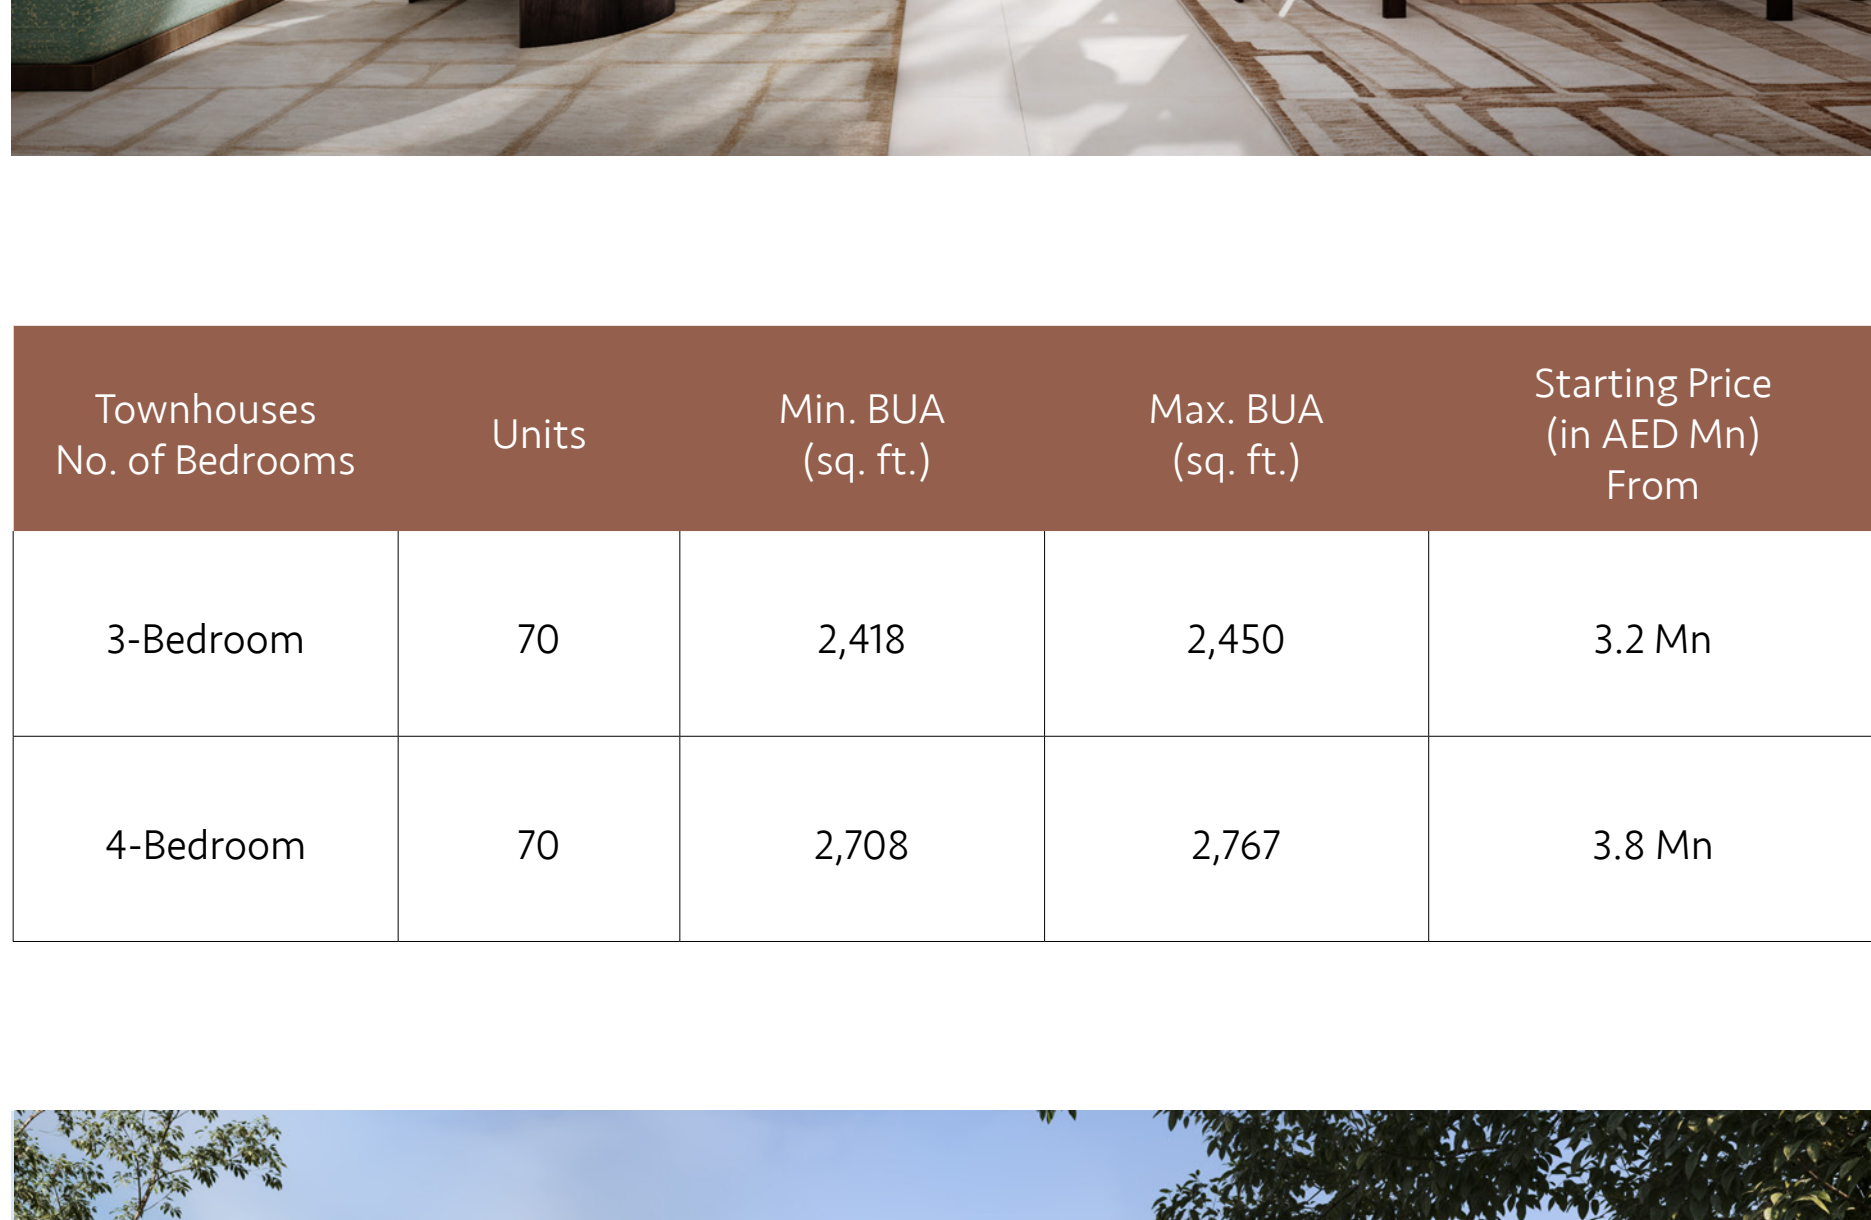 Townhouses
No. of Bedrooms
Units
Min. BUA
(sq. ft.)
Max. BUA
(sq. ft.)
Starting Price
(in AED Mn)
From
3-Bedroom
70
2,418
2,450
3.2 Mn
4-Bedroom
70
2,708
2,767
3.8 Mn